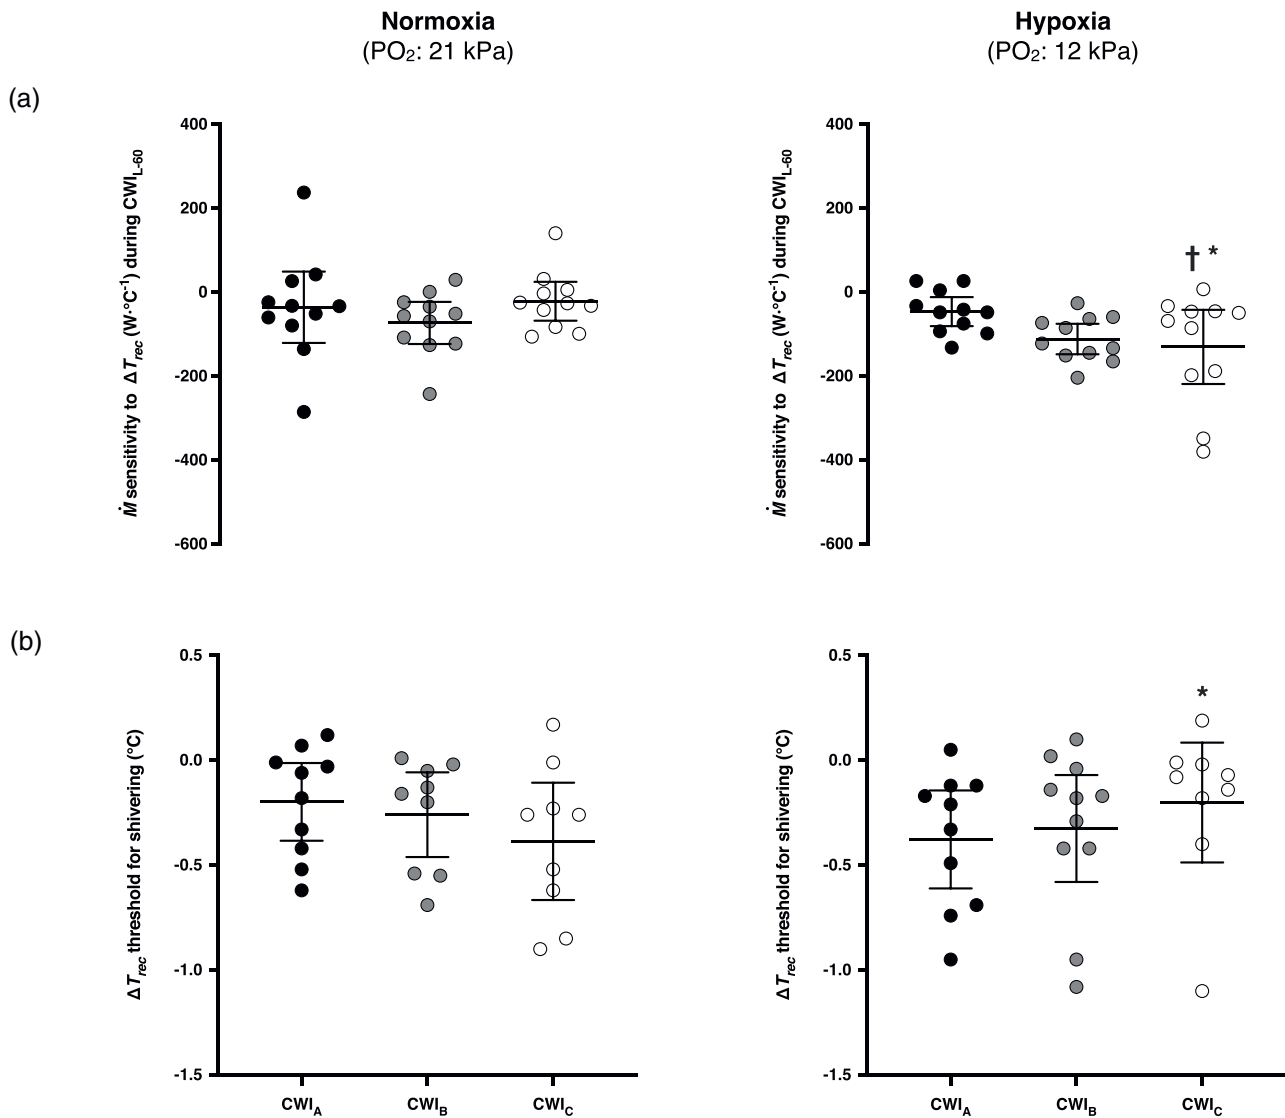 Normoxia
(PO₂: 21 kPa)
Hypoxia
(PO₂: 12 kPa)
(a)
Ṁ sensitivity to ΔT_rec (W·°C⁻¹) during CWI_L-60
400
200
0
-200
-400
-600
Ṁ sensitivity to ΔT_rec (W·°C⁻¹) during CWI_L-60
400
200
0
-200
-400
-600
† *
(b)
ΔT_rec threshold for shivering (°C)
0.5
0.0
-0.5
-1.0
-1.5
CWI_A CWI_B CWI_C
ΔT_rec threshold for shivering (°C)
0.5
0.0
-0.5
-1.0
-1.5
*
CWI_A CWI_B CWI_C